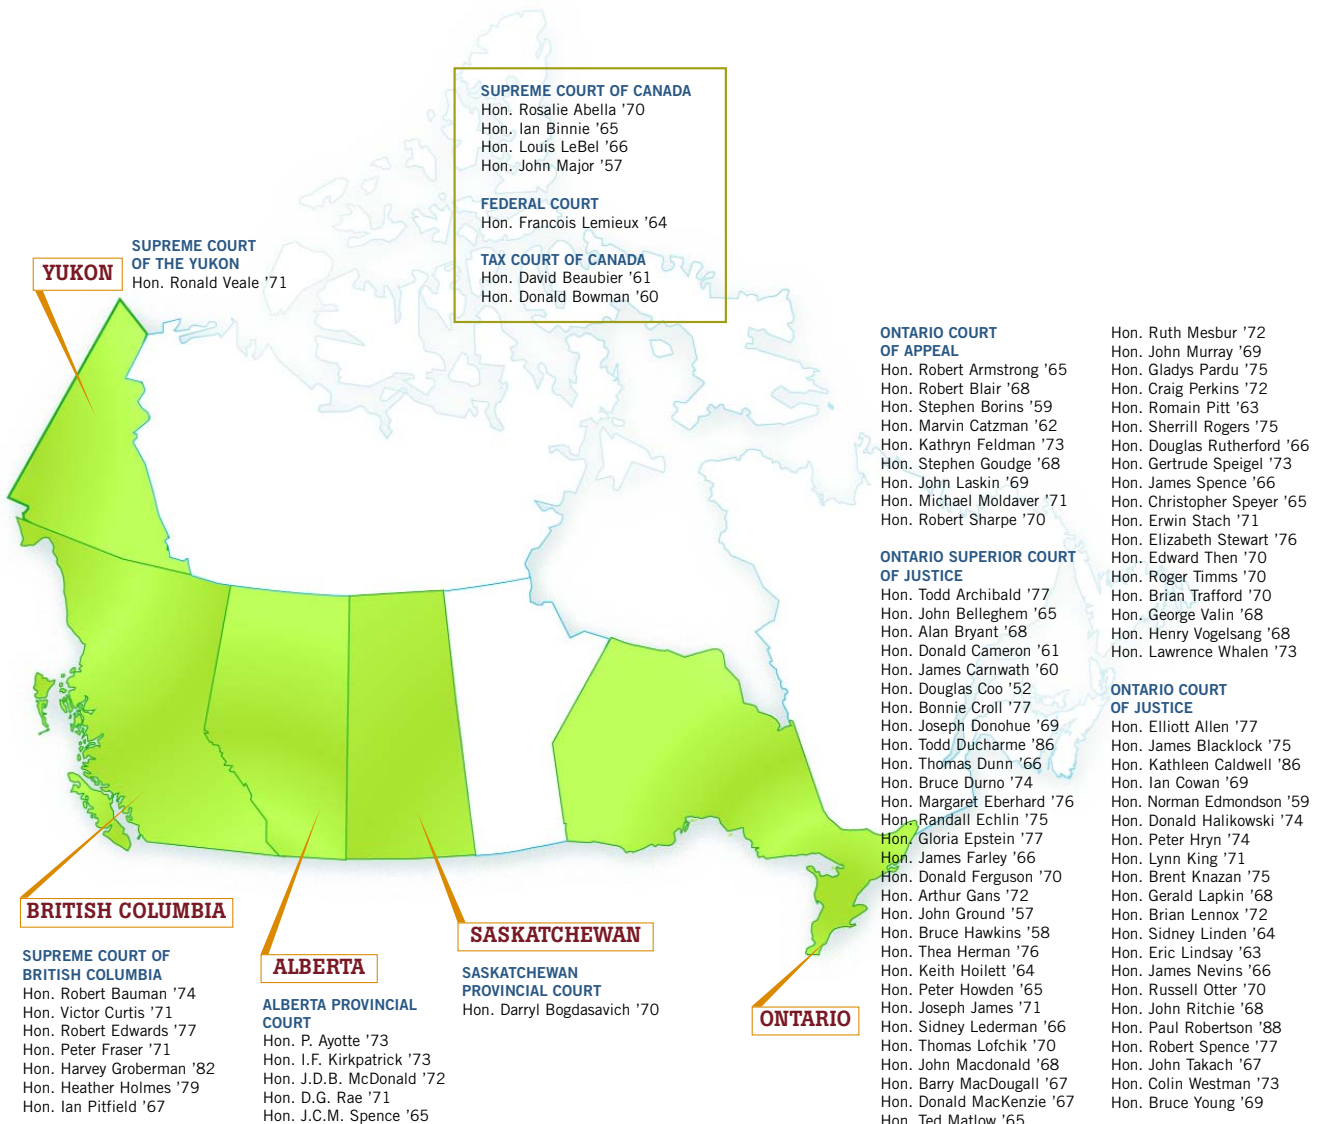 SUPREME COURT OF CANADA
Hon. Rosalie Abella ’70
Hon. Ian Binnie ’65
Hon. Louis LeBel ’66
Hon. John Major ’57
FEDERAL COURT
Hon. Francois Lemieux ’64
TAX COURT OF CANADA
Hon. David Beaubier ’61
Hon. Donald Bowman ’60
YUKON
SUPREME COURT
OF THE YUKON
Hon. Ronald Veale ’71
BRITISH COLUMBIA
SUPREME COURT OF
BRITISH COLUMBIA
Hon. Robert Bauman ’74
Hon. Victor Curtis ’71
Hon. Robert Edwards ’77
Hon. Peter Fraser ’71
Hon. Harvey Groberman ’82
Hon. Heather Holmes ’79
Hon. Ian Pitfield ’67
ALBERTA
ALBERTA PROVINCIAL
COURT
Hon. P. Ayotte ’73
Hon. I.F. Kirkpatrick ’73
Hon. J.D.B. McDonald ’72
Hon. D.G. Rae ’71
Hon. J.C.M. Spence ’65
SASKATCHEWAN
SASKATCHEWAN
PROVINCIAL COURT
Hon. Darryl Bogdasavich ’70
ONTARIO
ONTARIO COURT
OF APPEAL
Hon. Robert Armstrong ’65
Hon. Robert Blair ’68
Hon. Stephen Borins ’59
Hon. Marvin Catzman ’62
Hon. Kathryn Feldman ’73
Hon. Stephen Goudge ’68
Hon. John Laskin ’69
Hon. Michael Moldaver ’71
Hon. Robert Sharpe ’70
ONTARIO SUPERIOR COURT
OF JUSTICE
Hon. Todd Archibald ’77
Hon. John Belleghem ’65
Hon. Alan Bryant ’68
Hon. Donald Cameron ’61
Hon. James Carnwath ’60
Hon. Douglas Coo ’52
Hon. Bonnie Croll ’77
Hon. Joseph Donohue ’69
Hon. Todd Ducharme ’86
Hon. Thomas Dunn ’66
Hon. Bruce Durno ’74
Hon. Margaret Eberhard ’76
Hon. Randall Echlin ’75
Hon. Gloria Epstein ’77
Hon. James Farley ’66
Hon. Donald Ferguson ’70
Hon. Arthur Gans ’72
Hon. John Ground ’57
Hon. Bruce Hawkins ’58
Hon. Thea Herman ’76
Hon. Keith Hoilett ’64
Hon. Peter Howden ’65
Hon. Joseph James ’71
Hon. Sidney Lederman ’66
Hon. Thomas Lofchik ’70
Hon. John Macdonald ’68
Hon. Barry MacDougall ’67
Hon. Donald MacKenzie ’67
Hon. Ted Matlow ’65
Hon. Ruth Mesbur ’72
Hon. John Murray ’69
Hon. Gladys Pardu ’75
Hon. Craig Perkins ’72
Hon. Romain Pitt ’63
Hon. Sherrill Rogers ’75
Hon. Douglas Rutherford ’66
Hon. Gertrude Speigel ’73
Hon. James Spence ’66
Hon. Christopher Speyer ’65
Hon. Erwin Stach ’71
Hon. Elizabeth Stewart ’76
Hon. Edward Then ’70
Hon. Roger Timms ’70
Hon. Brian Trafford ’70
Hon. George Valin ’68
Hon. Henry Vogelsang ’68
Hon. Lawrence Whalen ’73
ONTARIO COURT
OF JUSTICE
Hon. Elliott Allen ’77
Hon. James Blacklock ’75
Hon. Kathleen Caldwell ’86
Hon. Ian Cowan ’69
Hon. Norman Edmondson ’59
Hon. Donald Halikowski ’74
Hon. Peter Hryn ’74
Hon. Lynn King ’71
Hon. Brent Knazan ’75
Hon. Gerald Lapkin ’68
Hon. Brian Lennox ’72
Hon. Sidney Linden ’64
Hon. Eric Lindsay ’63
Hon. James Nevins ’66
Hon. Russell Otter ’70
Hon. John Ritchie ’68
Hon. Paul Robertson ’88
Hon. Robert Spence ’77
Hon. John Takach ’67
Hon. Colin Westman ’73
Hon. Bruce Young ’69